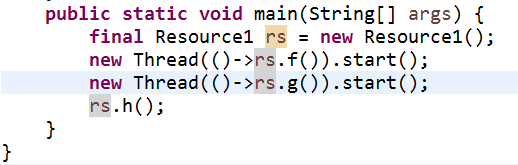 public static void main(String[] args) {
final Resource1 rs = new Resource1();
new Thread(()->rs.f()).start();
new Thread(()->rs.g()).start();
rs.h();
}
}